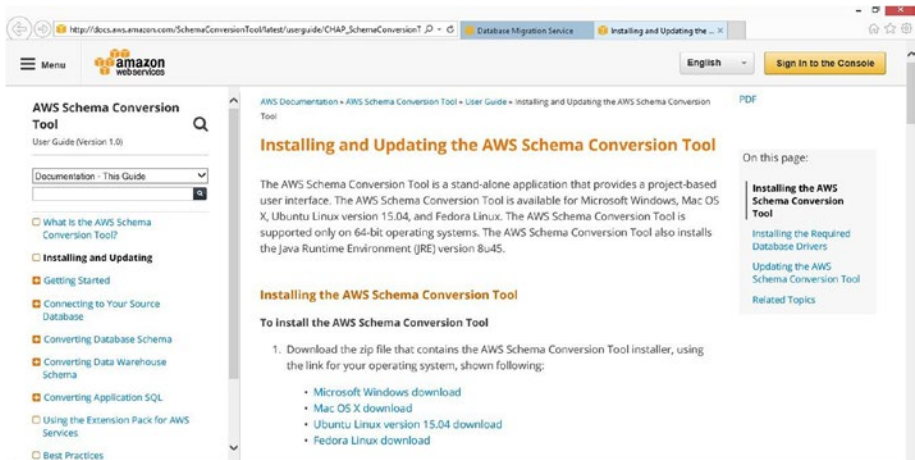 http://docs.aws.amazon.com/SchemaConversionTool/latest/userguide/CHAP_SchemaConversionT
Database Migration Service
Installing and Updating the ...
Menu
amazon
webservices
English
Sign In to the Console
AWS Schema Conversion
Tool
User Guide (Version 1.0)
Documentation - This Guide
What Is the AWS Schema
Conversion Tool?
Installing and Updating
Getting Started
Connecting to Your Source
Database
Converting Database Schema
Converting Data Warehouse
Schema
Converting Application SQL
Using the Extension Pack for AWS
Services
Best Practices
AWS Documentation » AWS Schema Conversion Tool » User Guide » Installing and Updating the AWS Schema Conversion
Tool
Installing and Updating the AWS Schema Conversion Tool
The AWS Schema Conversion Tool is a stand-alone application that provides a project-based
user interface. The AWS Schema Conversion Tool is available for Microsoft Windows, Mac OS
X, Ubuntu Linux version 15.04, and Fedora Linux. The AWS Schema Conversion Tool is
supported only on 64-bit operating systems. The AWS Schema Conversion Tool also installs
the Java Runtime Environment (JRE) version 8u45.
Installing the AWS Schema Conversion Tool
To install the AWS Schema Conversion Tool
1. Download the zip file that contains the AWS Schema Conversion Tool installer, using
the link for your operating system, shown following:
• Microsoft Windows download
• Mac OS X download
• Ubuntu Linux version 15.04 download
• Fedora Linux download
PDF
On this page:
Installing the AWS
Schema Conversion
Tool
Installing the Required
Database Drivers
Updating the AWS
Schema Conversion Tool
Related Topics